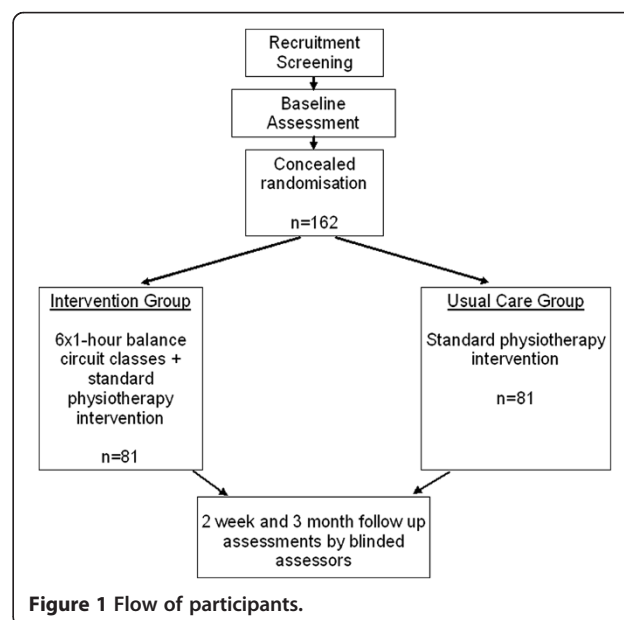 Recruitment
Screening
Baseline
Assessment
Concealed
randomisation
n=162
Intervention Group
6x1-hour balance
circuit classes +
standard
physiotherapy
intervention
n=81
Usual Care Group
Standard physiotherapy
intervention
n=81
2 week and 3 month follow up
assessments by blinded
assessors
Figure 1 Flow of participants.